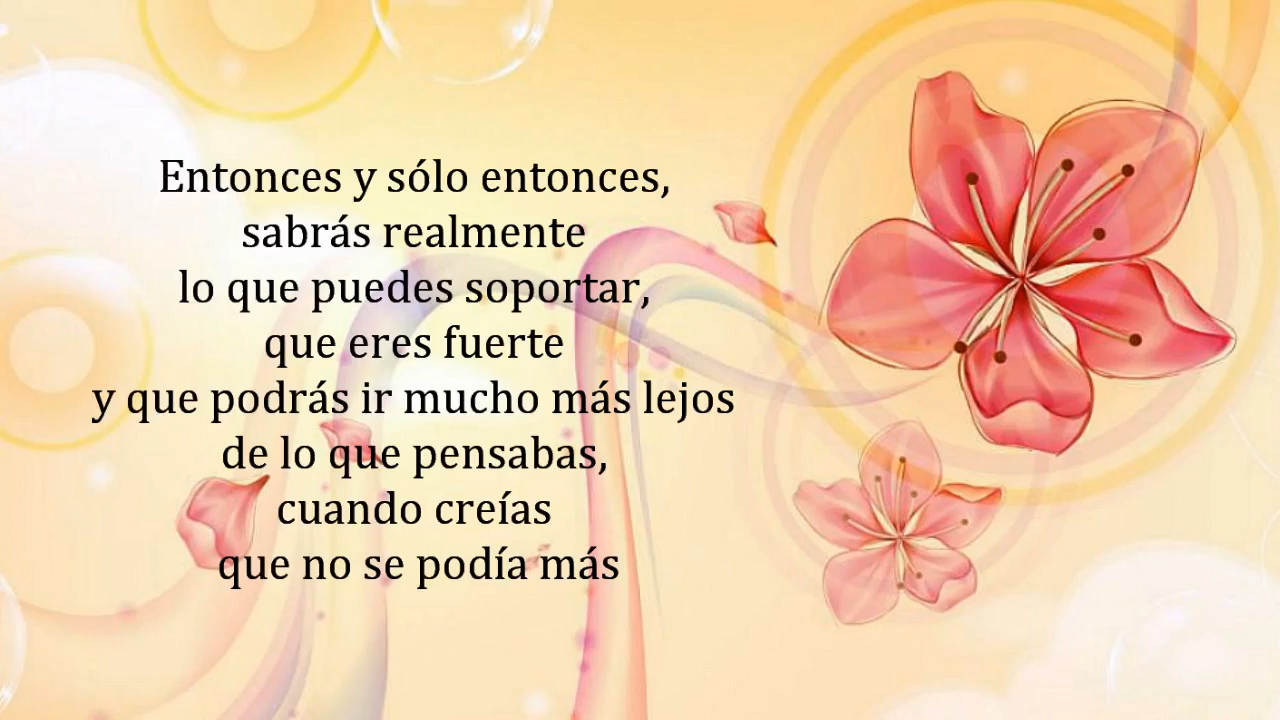 Entonces y sólo entonces,
sabrás realmente
lo que puedes soportar,
que eres fuerte
y que podrás ir mucho más lejos
de lo que pensabas,
cuando creías
que no se podía más